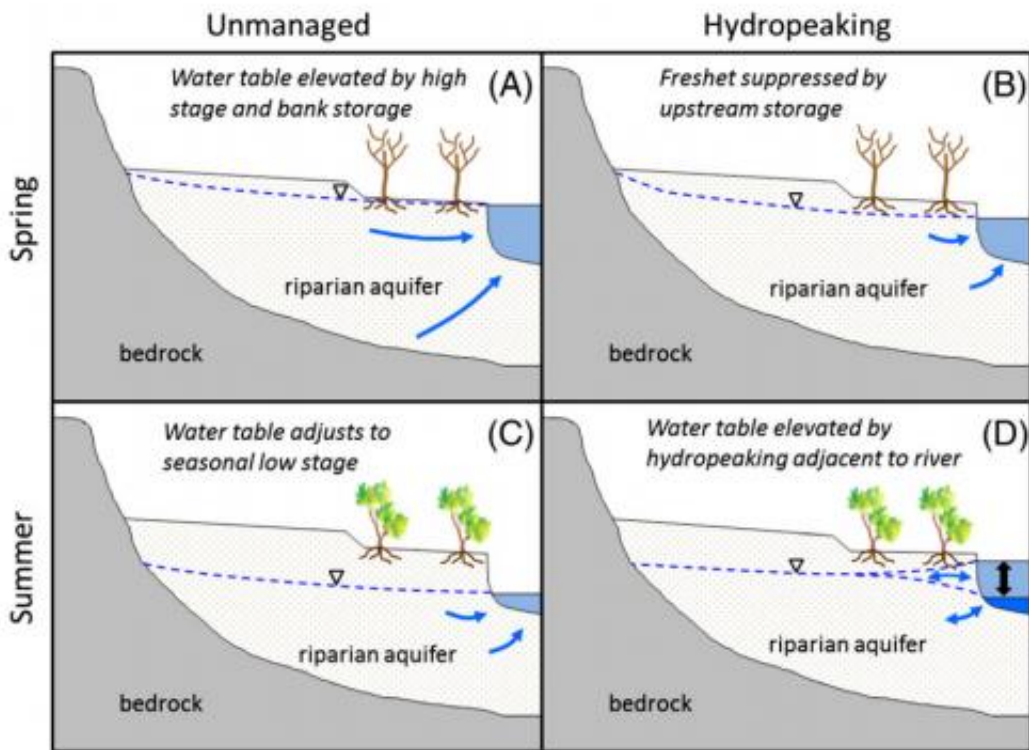 Unmanaged
Hydropeaking
Spring
Water table elevated by high
stage and bank storage
(A)
riparian aquifer
bedrock
Freshet suppressed by
upstream storage
(B)
riparian aquifer
bedrock
Summer
Water table adjusts to
seasonal low stage
(C)
riparian aquifer
bedrock
Water table elevated by
hydropeaking adjacent to river
(D)
riparian aquifer
bedrock